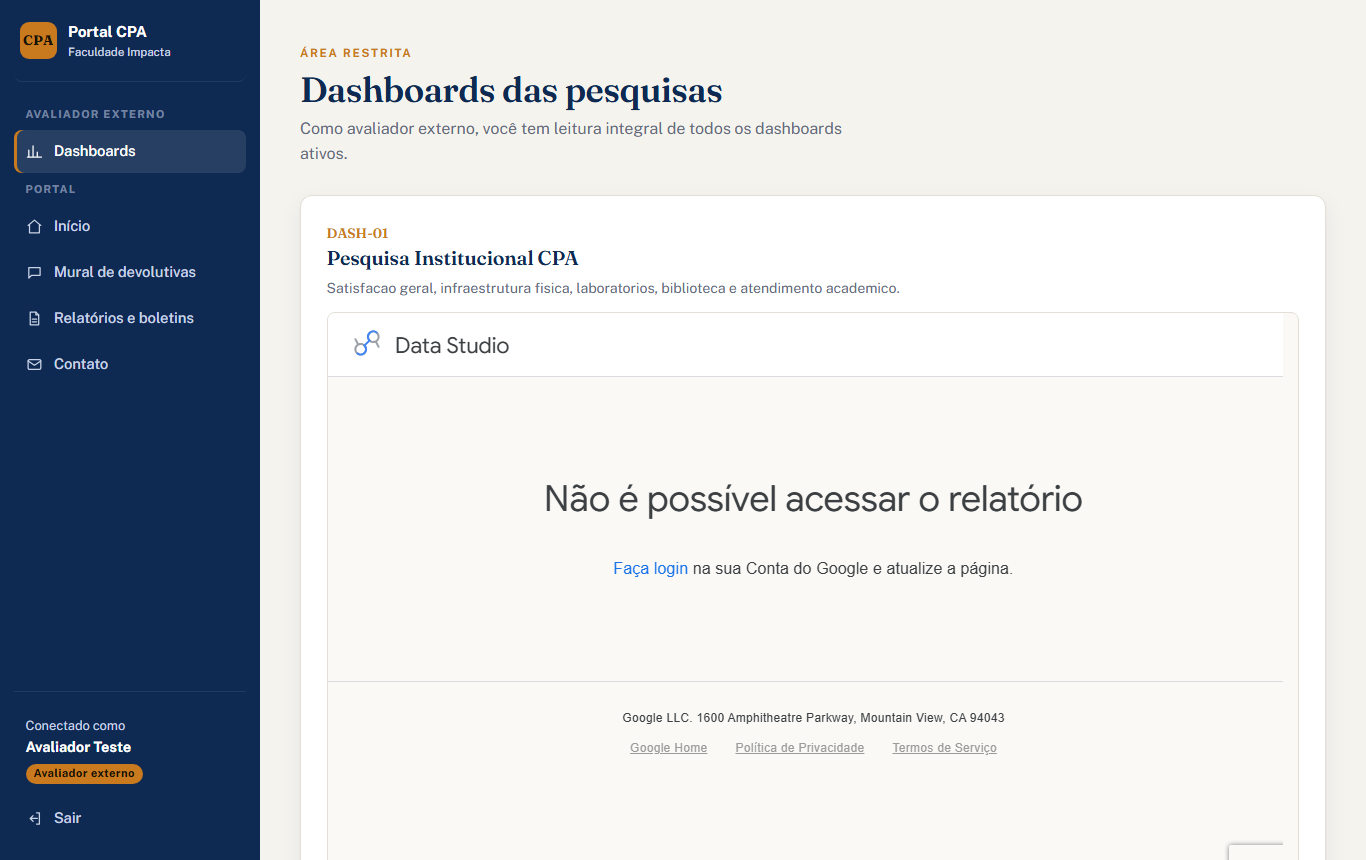 CPA
Portal CPA
Faculdade Impacta
AVALIADOR EXTERNO
Dashboards
PORTAL
Início
Mural de devolutivas
Relatórios e boletins
Contato
Conectado como
Avaliador Teste
Avaliador externo
Sair
ÁREA RESTRITA
Dashboards das pesquisas
Como avaliador externo, você tem leitura integral de todos os dashboards
ativos.
DASH-01
Pesquisa Institucional CPA
Satisfacao geral, infraestrutura fisica, laboratorios, biblioteca e atendimento academico.
Data Studio
Não é possível acessar o relatório
Faça login na sua Conta do Google e atualize a página.
Google LLC. 1600 Amphitheatre Parkway, Mountain View, CA 94043
Google Home Política de Privacidade Termos de Serviço